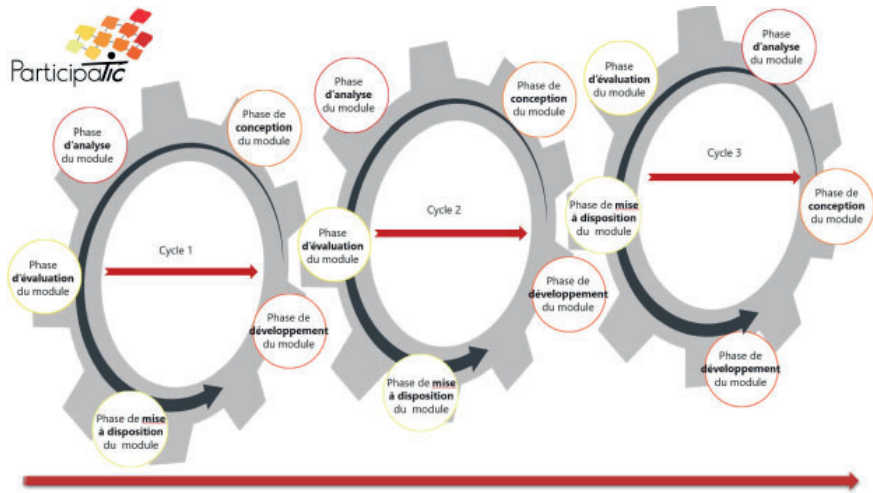 ParticipaTic
Phase
d'analyse
du module
Phase de
conception
du module
Cycle 1
Phase
d'évaluation
du module
Phase de
développement
du module
Phase de mise
à disposition
du module
Phase
d'analyse
du module
Phase de
conception
du module
Cycle 2
Phase
d'évaluation
du module
Phase de
développement
du module
Phase de mise
à disposition
du module
Phase
d'évaluation
du module
Phase
d'analyse
du module
Cycle 3
Phase de mise
à disposition
du module
Phase de
conception
du module
Phase de
développement
du module